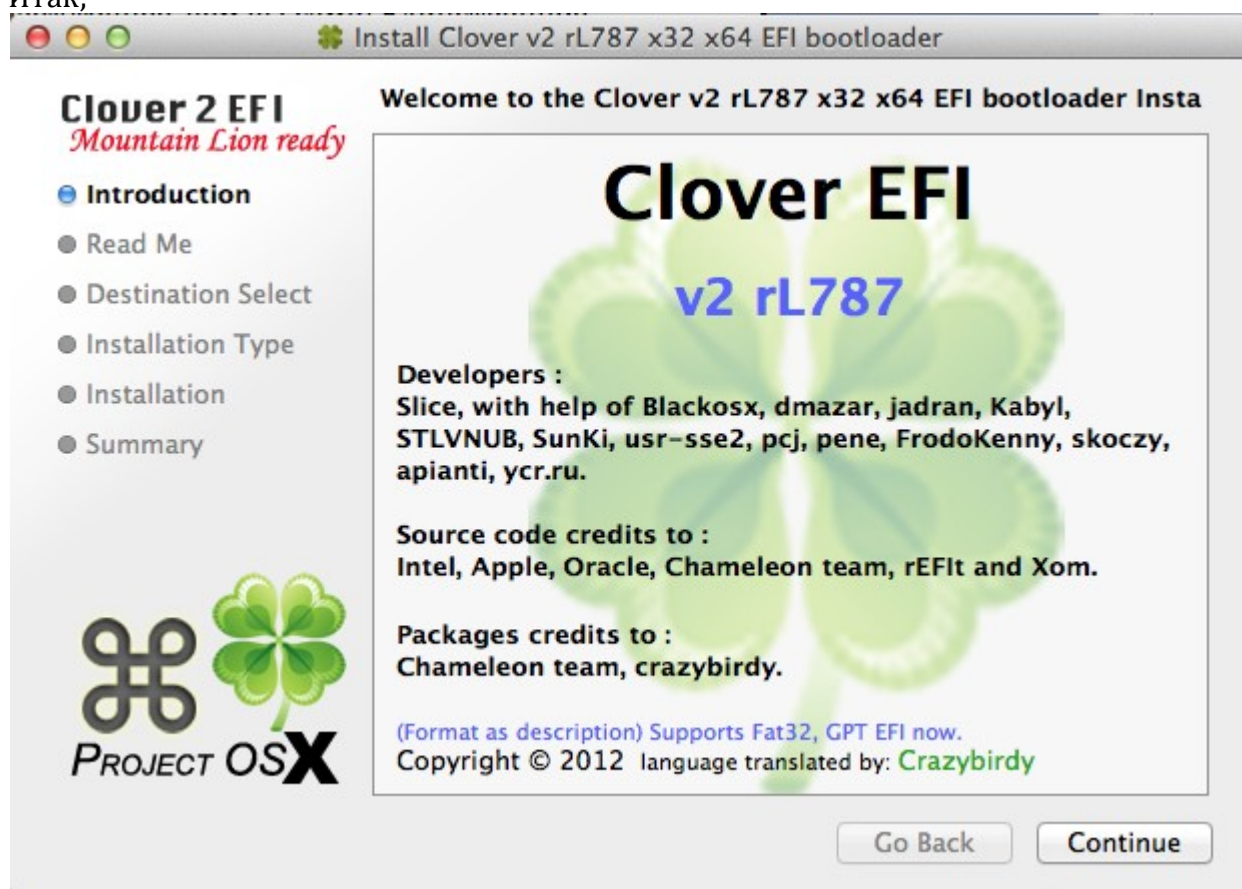 Итак,
Install Clover v2 rL787 x32 x64 EFI bootloader
Clover 2 EFI
Mountain Lion ready
Introduction
Read Me
Destination Select
Installation Type
Installation
Summary
PROJECT OSX
Welcome to the Clover v2 rL787 x32 x64 EFI bootloader Insta
Clover EFI
v2 rL787
Developers :
Slice, with help of Blackosx, dmazar, jadran, Kabyl,
STLVNUB, SunKi, usr-sse2, pcj, pene, FrodoKenny, skoczy,
apianti, ycr.ru.
Source code credits to :
Intel, Apple, Oracle, Chameleon team, rEFIt and Xom.
Packages credits to :
Chameleon team, crazybirdy.
(Format as description) Supports Fat32, GPT EFI now.
Copyright © 2012 language translated by: Crazybirdy
Go Back
Continue